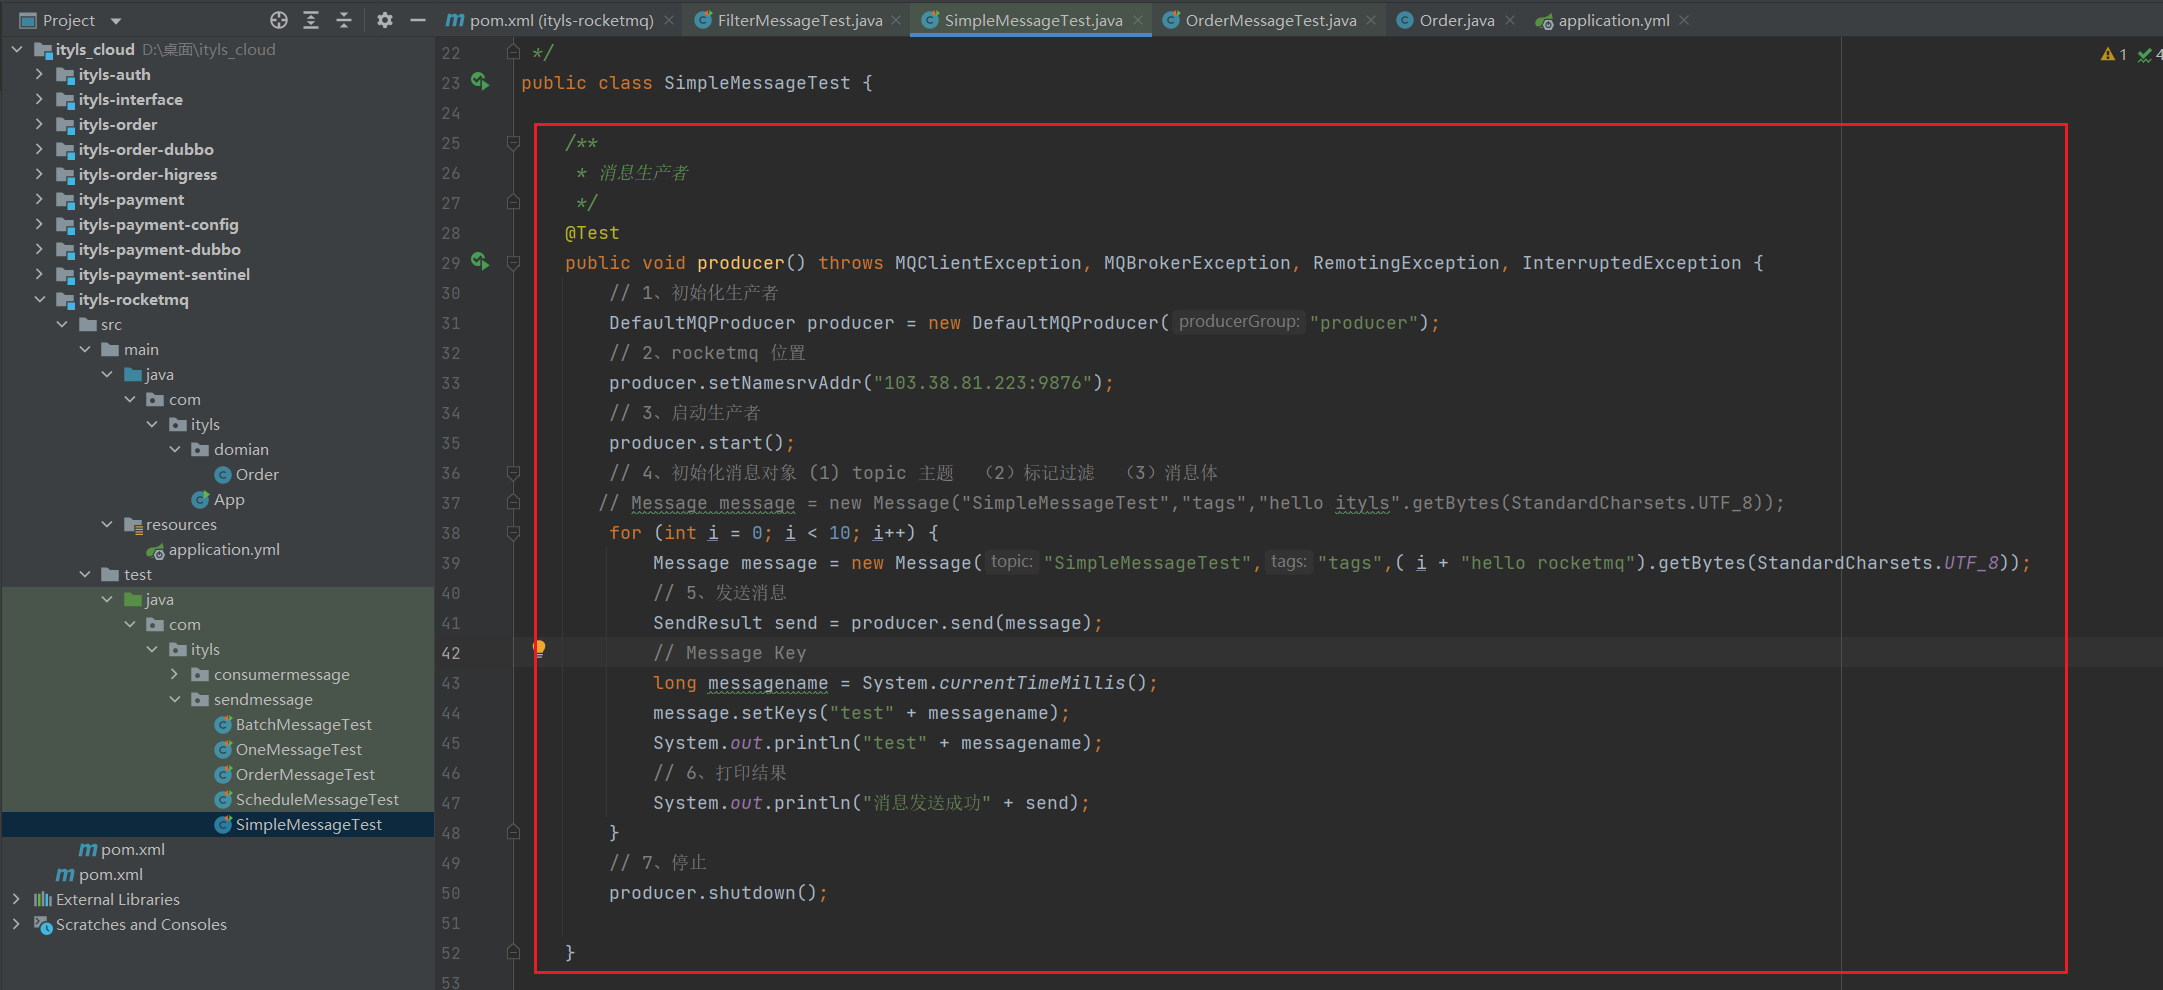 Project
pom.xml (ityls-rocketmq)
FilterMessageTest.java
SimpleMessageTest.java
OrderMessageTest.java
Order.java
application.yml
ityls_cloud D:\桌面\ityls_cloud
ityls-auth
ityls-interface
ityls-order
ityls-order-dubbo
ityls-order-higress
ityls-payment
ityls-payment-config
ityls-payment-dubbo
ityls-payment-sentinel
ityls-rocketmq
src
main
java
com
ityls
domian
Order
App
resources
application.yml
test
java
com
ityls
consumermessage
sendmessage
BatchMessageTest
OneMessageTest
OrderMessageTest
ScheduleMessageTest
SimpleMessageTest
pom.xml
pom.xml
External Libraries
Scratches and Consoles
1 4
22 */
23 public class SimpleMessageTest {
24
25 /**
26 * 消息生产者
27 */
28 @Test
29 public void producer() throws MQClientException, MQBrokerException, RemotingException, InterruptedException {
30 // 1、初始化生产者
31 DefaultMQProducer producer = new DefaultMQProducer( producerGroup: "producer");
32 // 2、rocketmq 位置
33 producer.setNamesrvAddr("103.38.81.223:9876");
34 // 3、启动生产者
35 producer.start();
36 // 4、初始化消息对象 (1) topic 主题 （2）标记过滤 （3）消息体
37 // Message message = new Message("SimpleMessageTest","tags","hello ityls".getBytes(StandardCharsets.UTF_8));
38 for (int i = 0; i < 10; i++) {
39 Message message = new Message( topic: "SimpleMessageTest", tags: "tags",( i + "hello rocketmq").getBytes(StandardCharsets.UTF_8));
40 // 5、发送消息
41 SendResult send = producer.send(message);
42 // Message Key
43 long messagename = System.currentTimeMillis();
44 message.setKeys("test" + messagename);
45 System.out.println("test" + messagename);
46 // 6、打印结果
47 System.out.println("消息发送成功" + send);
48 }
49 // 7、停止
50 producer.shutdown();
51
52 }
53